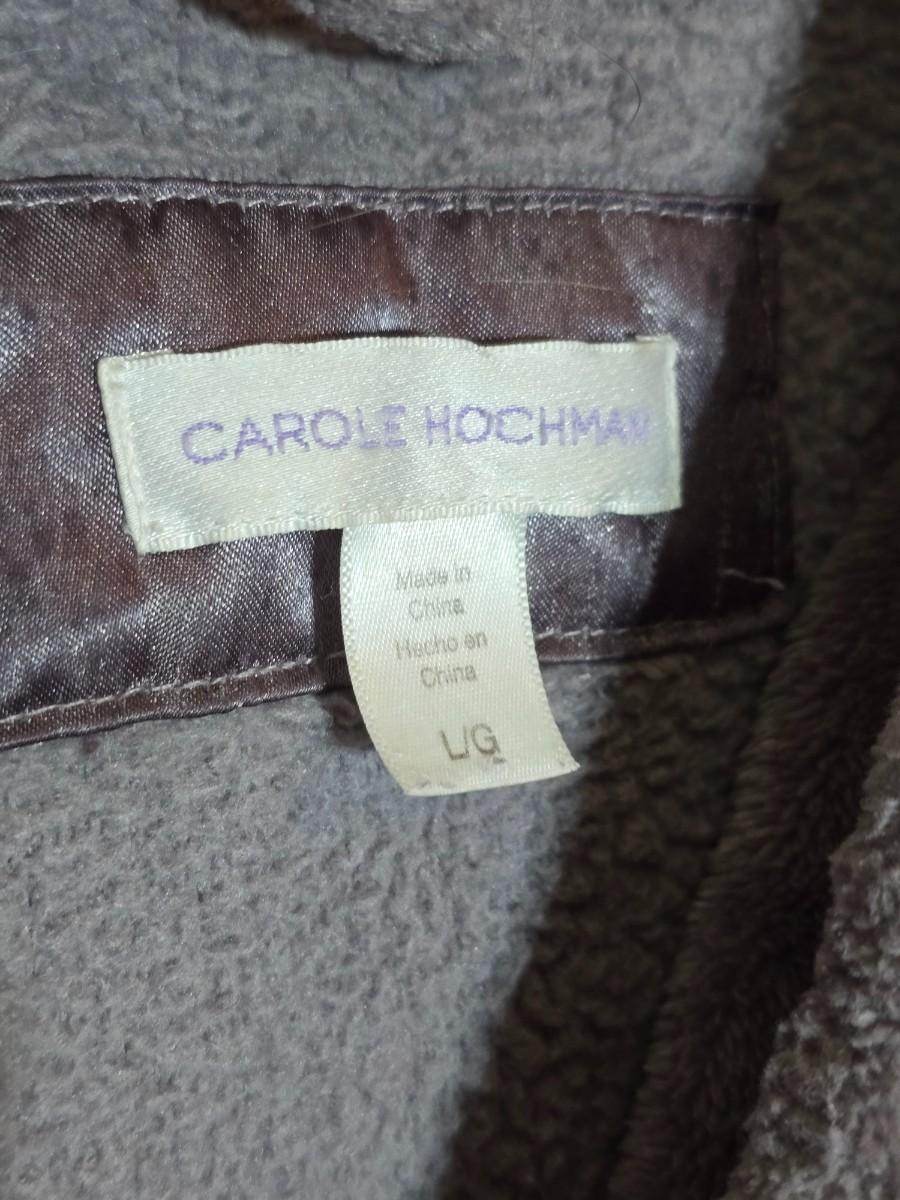 CAROLE HOCHMAN
Made in
China
Hecho en
China
L/G